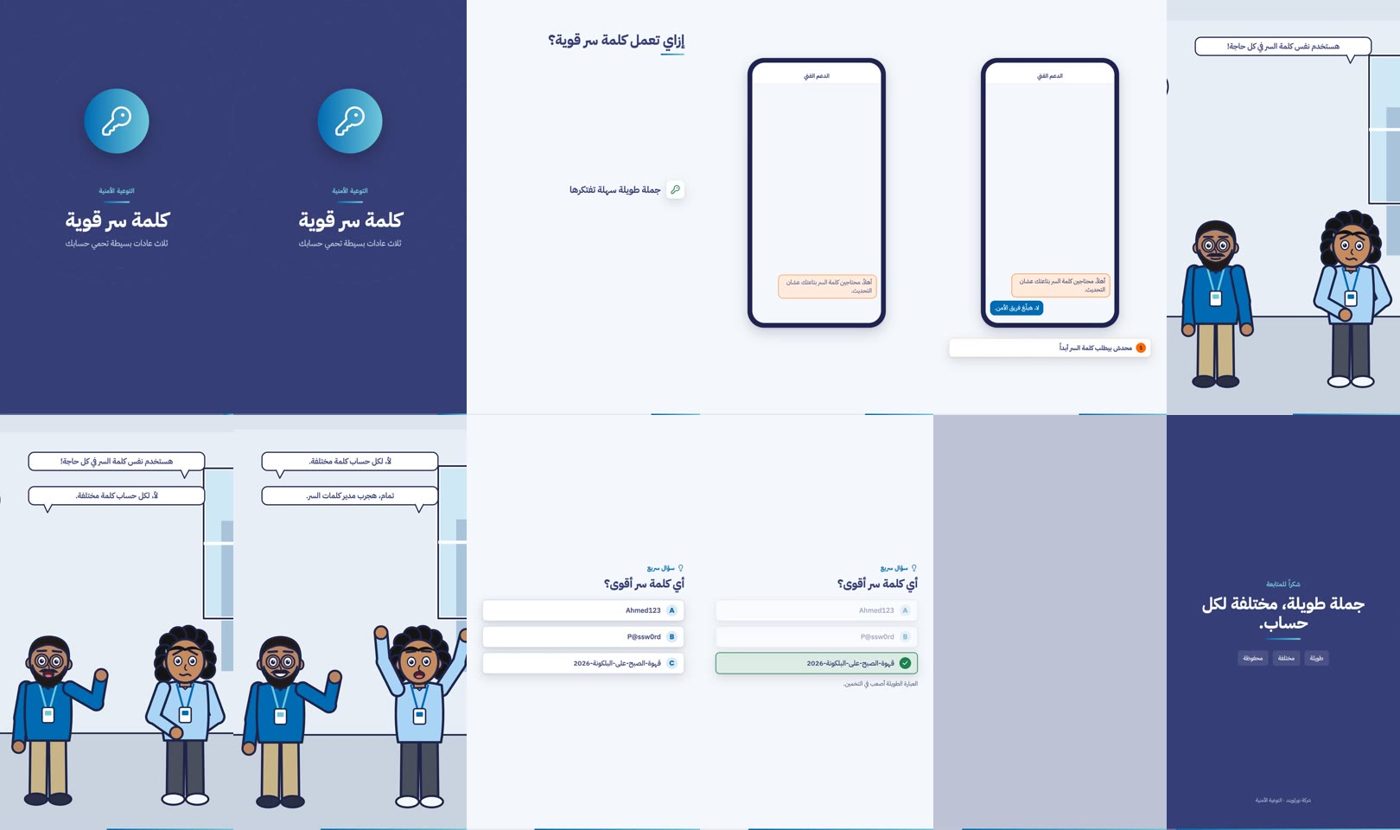 التوعية الأمنية
كلمة سر قوية
ثلاث عادات بسيطة تحمي حسابك
التوعية الأمنية
كلمة سر قوية
ثلاث عادات بسيطة تحمي حسابك
إزاي تعمل كلمة سر قوية؟
جملة طويلة سهلة تفتكرها
الدعم الفني
أهلاً، محتاجين كلمة السر بتاعتك عشان
التحديث.
الدعم الفني
أهلاً، محتاجين كلمة السر بتاعتك عشان
التحديث.
لا، هبلّغ فريق الأمن.
محدش بيطلب كلمة السر أبداً
هستخدم نفس كلمة السر في كل حاجة!
هستخدم نفس كلمة السر في كل حاجة!
لأ، لكل حساب كلمة مختلفة.
لأ، لكل حساب كلمة مختلفة.
تمام، هجرب مدير كلمات السر.
سؤال سريع
أي كلمة سر أقوى؟
A Ahmed123
B P@ssw0rd
C قهوة-الصبح-على-البلكونة-2026
سؤال سريع
أي كلمة سر أقوى؟
A Ahmed123
B P@ssw0rd
قهوة-الصبح-على-البلكونة-2026
العبارة الطويلة أصعب في التخمين.
شكراً للمتابعة
جملة طويلة، مختلفة لكل
حساب.
طويلة
مختلفة
محفوظة